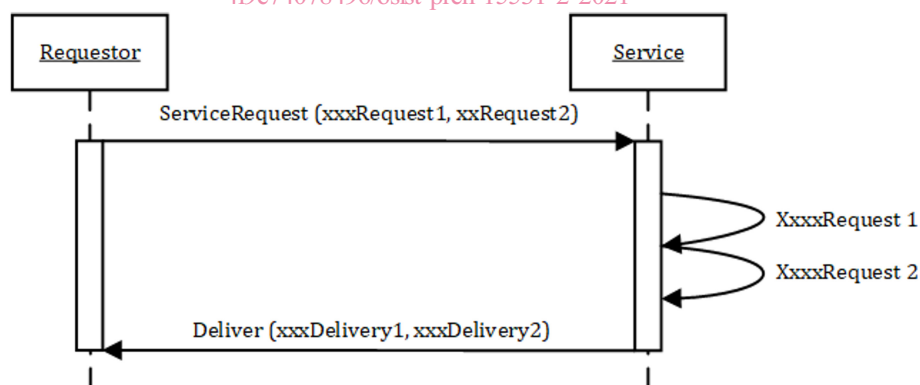 Requestor
Service
ServiceRequest (xxxRequest1, xxRequest2)
XxxxRequest 1
XxxxRequest 2
Deliver (xxxDelivery1, xxxDelivery2)